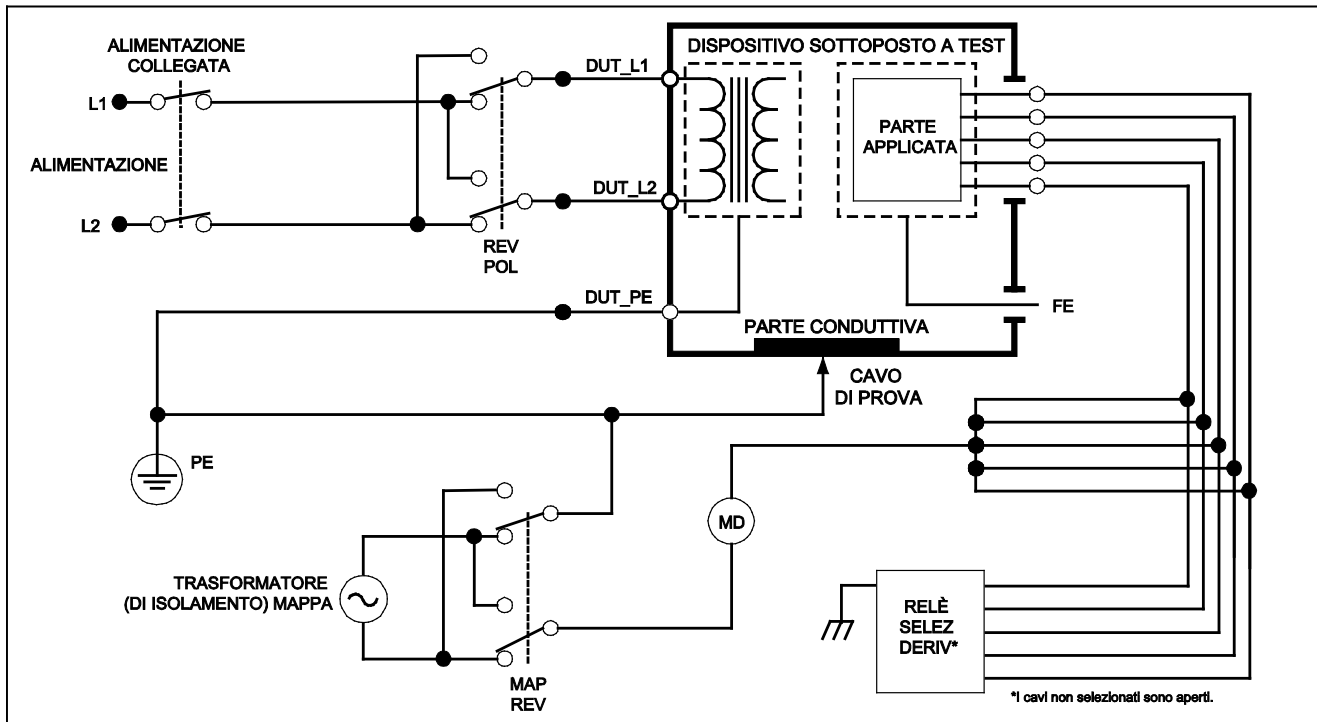 ALIMENTAZIONE
COLLEGATA
L1
ALIMENTAZIONE
L2
REV
POL
DUT_L1
DUT_L2
DUT_PE
DISPOSITIVO SOTTOPOSTO A TEST
PARTE
APPLICATA
FE
PARTE CONDUTTIVA
CAVO
DI PROVA
PE
MD
TRASFORMATORE
(DI ISOLAMENTO) MAPPA
MAP
REV
RELÈ
SELEZ
DERIV*
*I cavi non selezionati sono aperti.